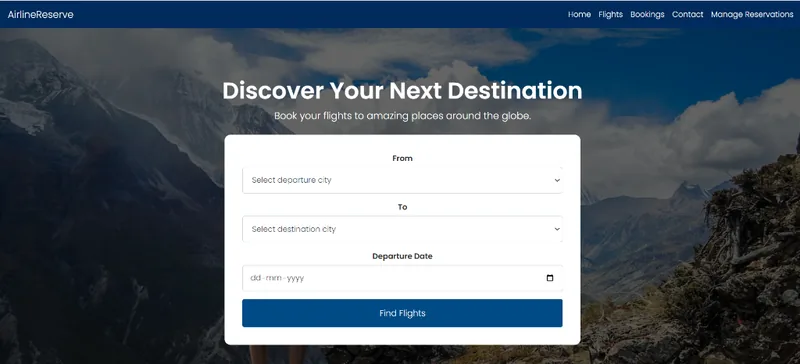 AirlineReserve
Home Flights Bookings Contact Manage Reservations
Discover Your Next Destination
Book your flights to amazing places around the globe.
From
Select departure city
To
Select destination city
Departure Date
dd-mm-yyyy
Find Flights